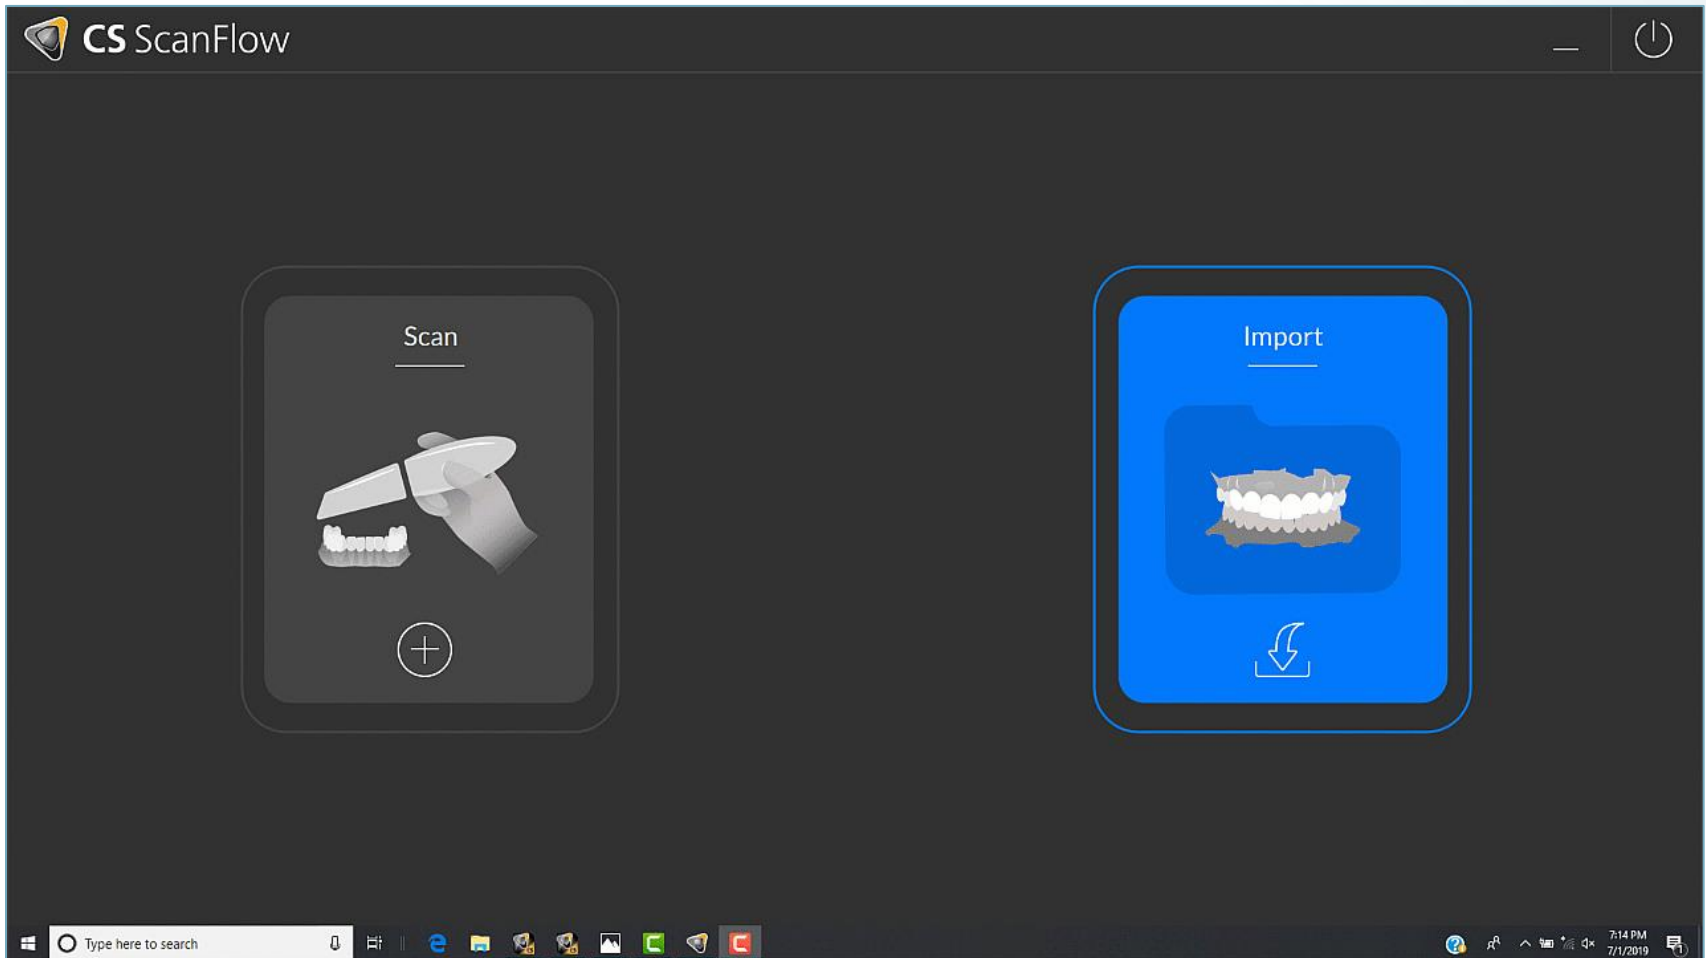 CS ScanFlow
Scan
Import
Type here to search
7:14 PM
7/1/2019